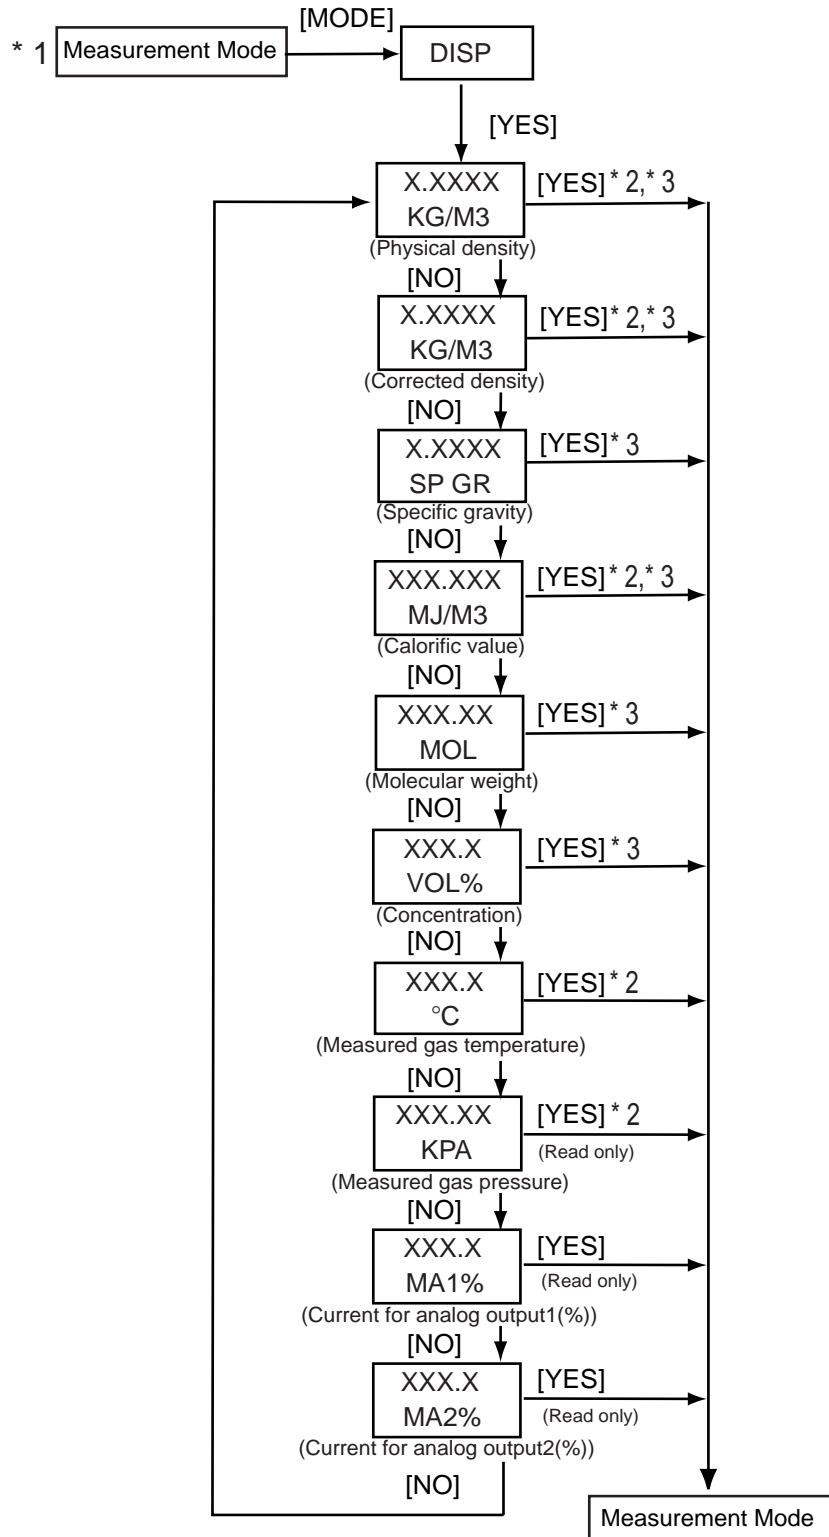 [MODE]
* 1 Measurement Mode DISP
[YES]
X.XXXX [YES] * 2,* 3
KG/M3
(Physical density)
[NO]
X.XXXX [YES] * 2,* 3
KG/M3
(Corrected density)
[NO]
X.XXXX [YES] * 3
SP GR
(Specific gravity)
[NO]
XXX.XXX [YES] * 2,* 3
MJ/M3
(Calorific value)
[NO]
XXX.XX [YES] * 3
MOL
(Molecular weight)
[NO]
XXX.X [YES] * 3
VOL%
(Concentration)
[NO]
XXX.X [YES] * 2
°C
(Measured gas temperature)
[NO]
XXX.XX [YES] * 2
KPA (Read only)
(Measured gas pressure)
[NO]
XXX.X [YES]
MA1% (Read only)
(Current for analog output1(%))
[NO]
XXX.X [YES]
MA2% (Read only)
(Current for analog output2(%))
[NO]
Measurement Mode